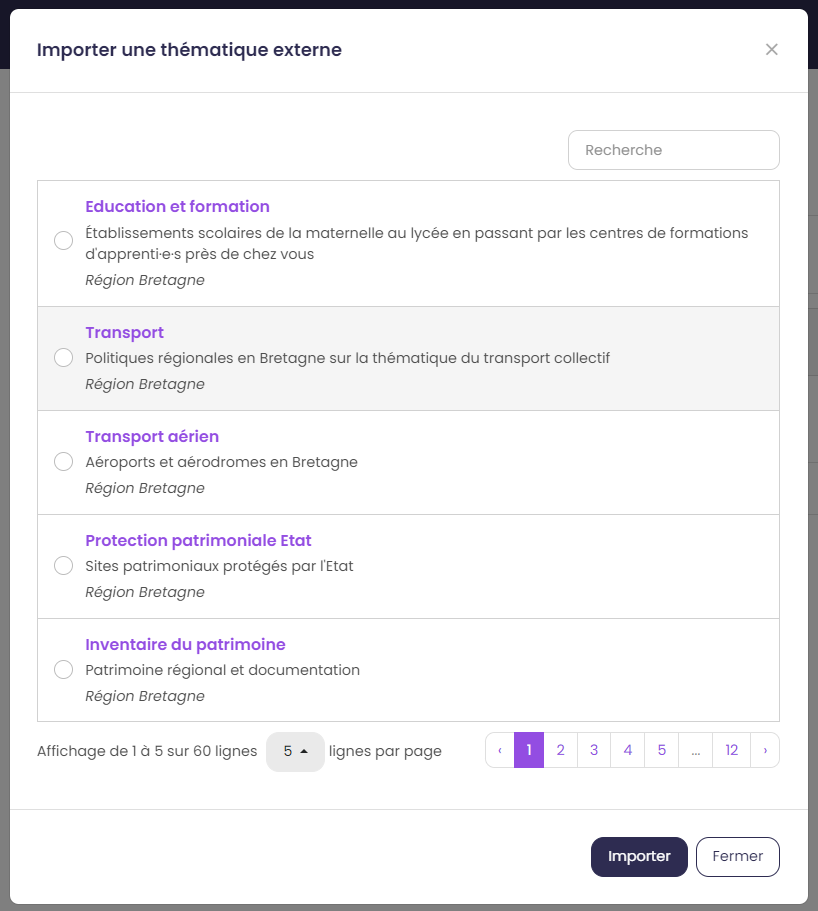 Importer une thématique externe
×
Recherche
Education et formation
Établissements scolaires de la maternelle au lycée en passant par les centres de formations
d'apprenti·e·s près de chez vous
Région Bretagne
Transport
Politiques régionales en Bretagne sur la thématique du transport collectif
Région Bretagne
Transport aérien
Aéroports et aérodromes en Bretagne
Région Bretagne
Protection patrimoniale Etat
Sites patrimoniaux protégés par l'Etat
Région Bretagne
Inventaire du patrimoine
Patrimoine régional et documentation
Région Bretagne
Affichage de 1 à 5 sur 60 lignes 5 lignes par page ‹ 1 2 3 4 5 ... 12 ›
Importer Fermer